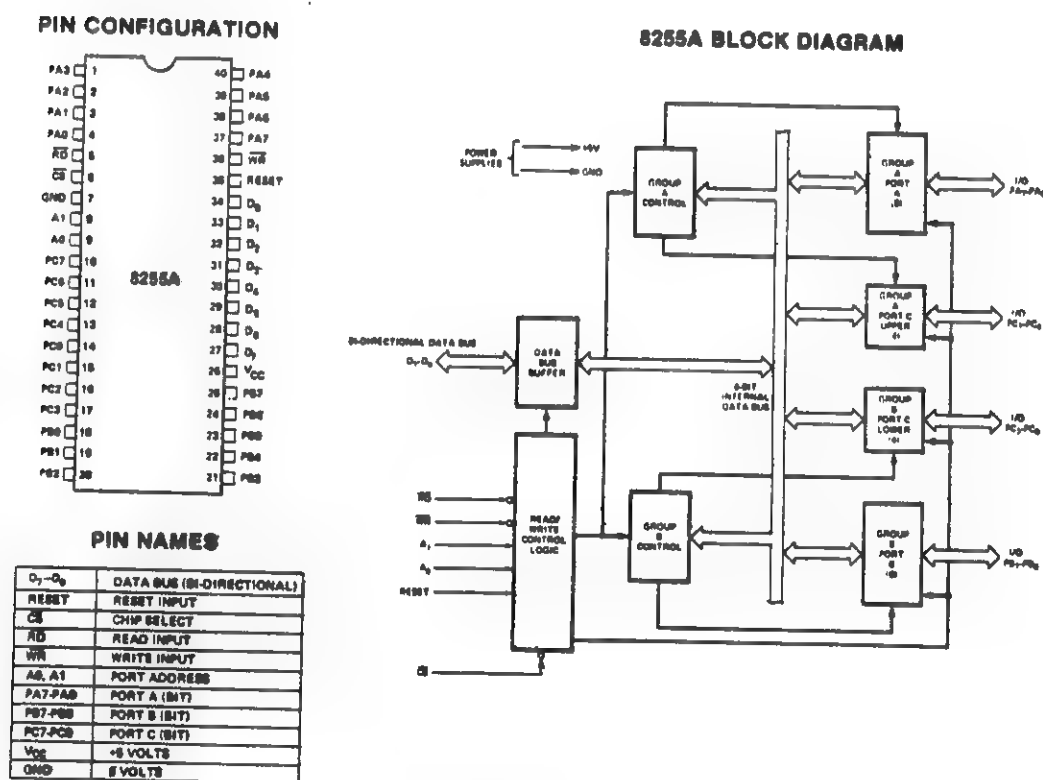 PIN CONFIGURATION
PA3 1
PA2 2
PA1 3
PA0 4
RD 5
CS 6
GND 7
A1 8
A0 9
PC7 10
PC6 11
PC5 12
PC4 13
PC0 14
PC1 15
PC2 16
PC3 17
PB0 18
PB1 19
PB2 20
8255A
40 PA4
39 PA5
38 PA6
37 PA7
36 WR
35 RESET
34 D0
33 D1
32 D2
31 D3
30 D4
29 D5
28 D6
27 D7
26 VCC
25 PB7
24 PB6
23 PB5
22 PB4
21 PB3
PIN NAMES
D7-D0 DATA BUS (BI-DIRECTIONAL)
RESET RESET INPUT
CS CHIP SELECT
RD READ INPUT
WR WRITE INPUT
A0, A1 PORT ADDRESS
PA7-PA0 PORT A (BIT)
PB7-PB0 PORT B (BIT)
PC7-PC0 PORT C (BIT)
VCC +5 VOLTS
GND 0 VOLTS
8255A BLOCK DIAGRAM
POWER
SUPPLIES
+5V
GND
GROUP
A
CONTROL
GROUP
A
PORT
A
(8)
I/O
PA7-PA0
GROUP
A
PORT C
UPPER
(4)
I/O
PC7-PC4
BI-DIRECTIONAL DATA BUS
D7-D0
DATA
BUS
BUFFER
8-BIT
INTERNAL
DATA BUS
GROUP
B
PORT C
LOWER
(4)
I/O
PC3-PC0
RD
WR
A1
A0
RESET
CS
READ/
WRITE
CONTROL
LOGIC
GROUP
B
CONTROL
GROUP
B
PORT
B
(8)
I/O
PB7-PB0